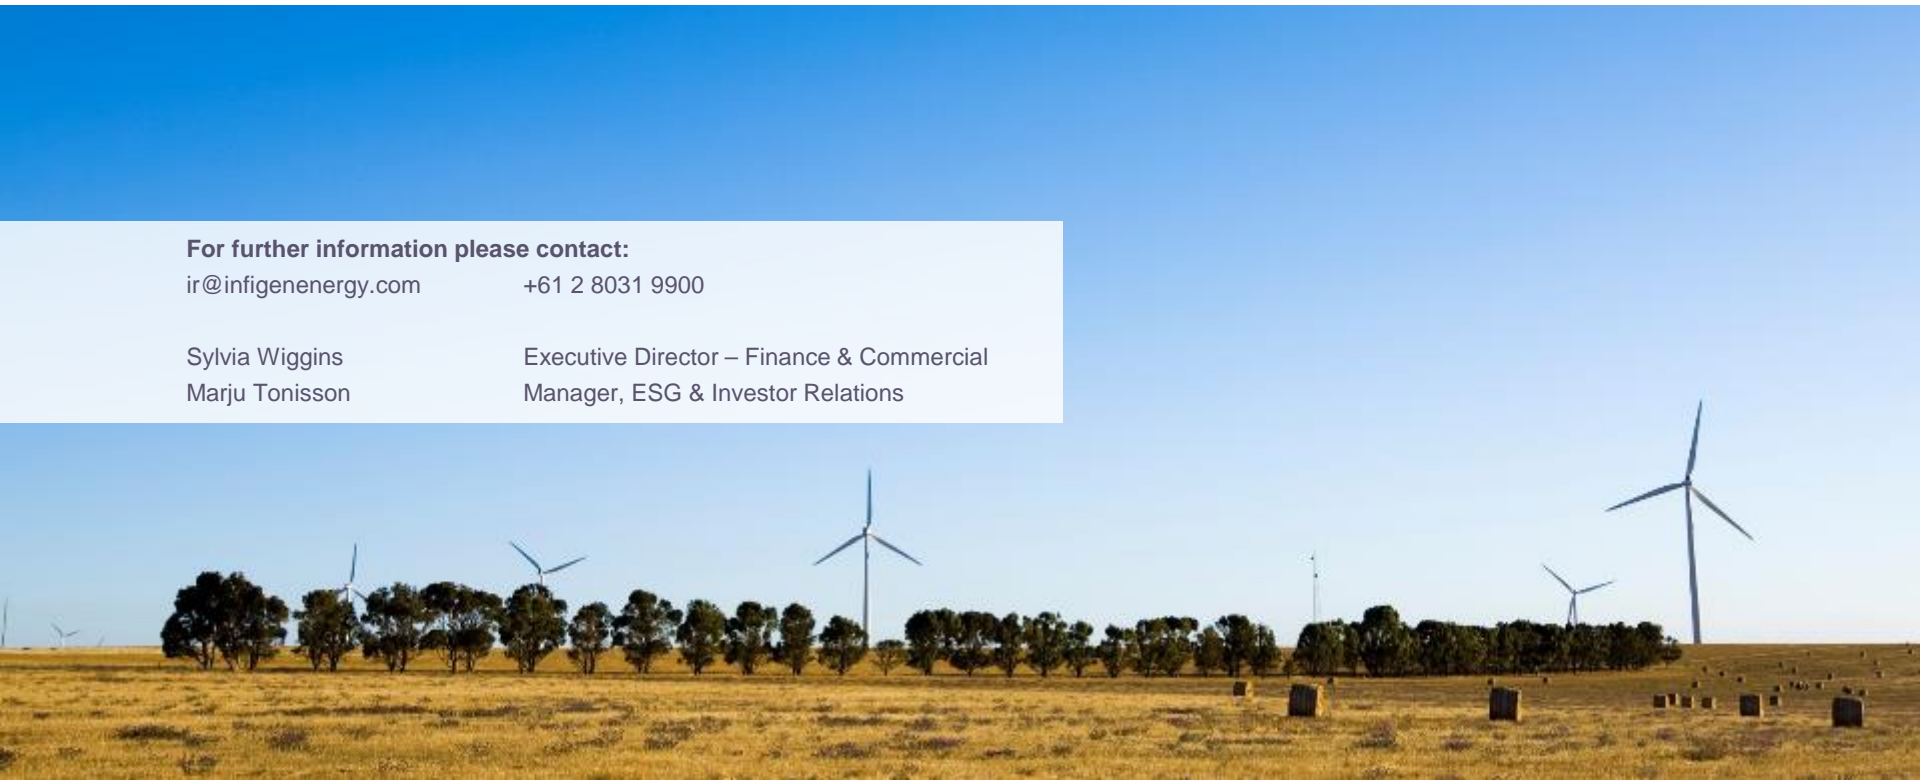 For further information please contact:
ir@infigenenergy.com +61 2 8031 9900
Sylvia Wiggins Executive Director – Finance & Commercial
Marju Tonisson Manager, ESG & Investor Relations